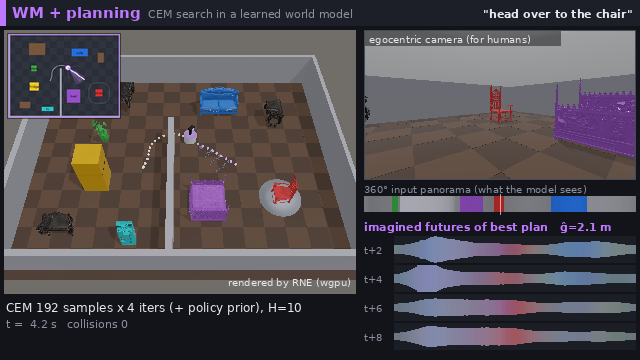 WM + planning CEM search in a learned world model "head over to the chair"
egocentric camera (for humans)
360° input panorama (what the model sees)
imagined futures of best plan ĝ=2.1 m
t+2
t+4
t+6
t+8
rendered by RNE (wgpu)
CEM 192 samples x 4 iters (+ policy prior), H=10
t = 4.2 s collisions 0